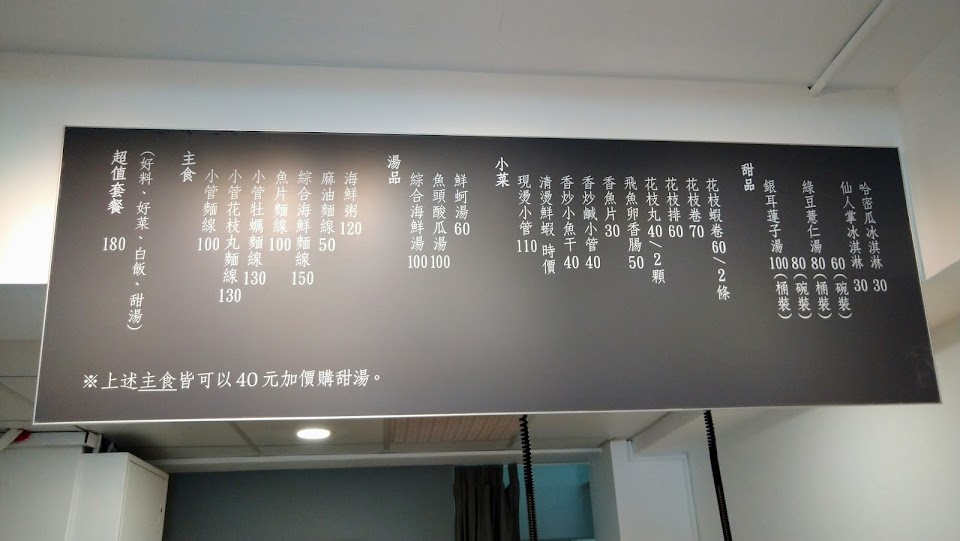 超值套餐 180
(好料、好菜、白飯、甜湯)
主食
小管麵線 100
小管花枝丸麵線 130
小管牡蠣麵線 130
魚片麵線 100
綜合海鮮麵線 150
麻油麵線 50
海鮮粥 120
湯品
綜合海鮮湯 100
魚頭酸瓜湯 100
鮮蚵湯 60
小菜
現燙小管 110
清燙鮮蝦 時價
香炒小魚干 40
香炒鹹小管 40
香魚片 30
飛魚卵香腸 50
花枝丸 40/2顆
花枝排 60
花枝卷 70
花枝蝦卷 60/2條
甜品
銀耳蓮子湯 100(桶裝)
80(碗裝)
綠豆薏仁湯 80(桶裝)
60(碗裝)
仙人掌冰淇淋 30
哈密瓜冰淇淋 30
※上述主食皆可以40元加價購甜湯。